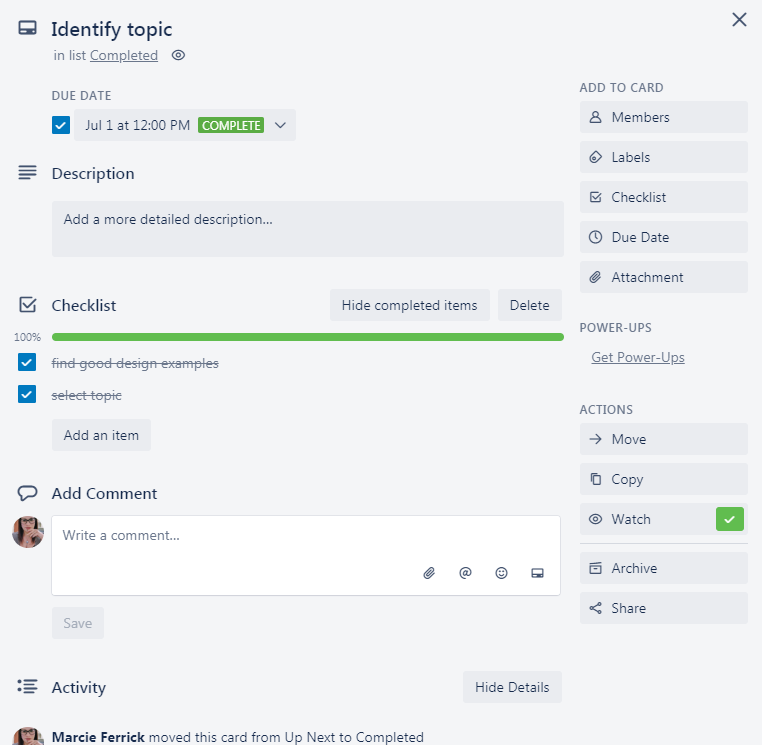 Identify topic
in list Completed
DUE DATE
Jul 1 at 12:00 PM COMPLETE
Description
Add a more detailed description...
Checklist
Hide completed items
Delete
100%
find good design examples
select topic
Add an item
Add Comment
Write a comment...
@
Save
Activity
Hide Details
Marcie Ferrick moved this card from Up Next to Completed
ADD TO CARD
Members
Labels
Checklist
Due Date
Attachment
POWER-UPS
Get Power-Ups
ACTIONS
Move
Copy
Watch
Archive
Share